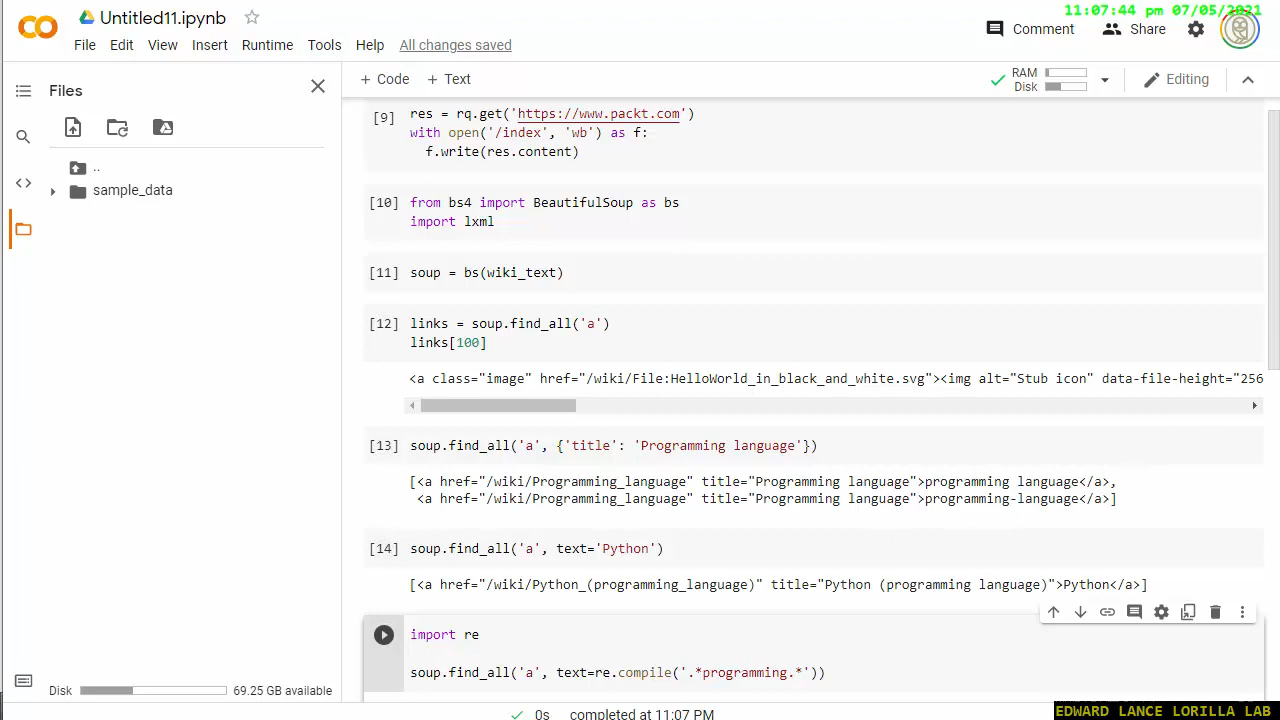 11:07:44 pm 07/05/2021
Untitled11.ipynb
File Edit View Insert Runtime Tools Help All changes saved
Comment Share
Files
+ Code + Text
RAM
Disk
Editing
..
sample_data
[9] res = rq.get('https://www.packt.com')
with open('/index', 'wb') as f:
f.write(res.content)
[10] from bs4 import BeautifulSoup as bs
import lxml
[11] soup = bs(wiki_text)
[12] links = soup.find_all('a')
links[100]
<a class="image" href="/wiki/File:HelloWorld_in_black_and_white.svg"><img alt="Stub icon" data-file-height="256
[13] soup.find_all('a', {'title': 'Programming language'})
[<a href="/wiki/Programming_language" title="Programming language">programming language</a>,
<a href="/wiki/Programming_language" title="Programming language">programming-language</a>]
[14] soup.find_all('a', text='Python')
[<a href="/wiki/Python_(programming_language)" title="Python (programming language)">Python</a>]
import re
soup.find_all('a', text=re.compile('.*programming.*'))
Disk 69.25 GB available
0s completed at 11:07 PM
EDWARD LANCE LORILLA LAB